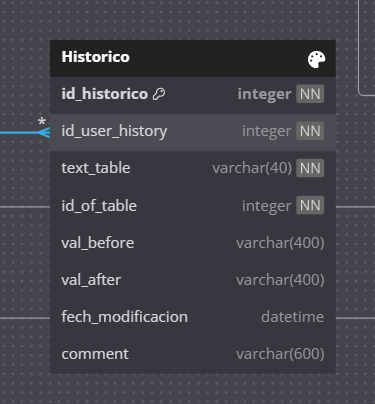 Historico
id_historico integer NN
*
id_user_history integer NN
text_table varchar(40) NN
id_of_table integer NN
val_before varchar(400)
val_after varchar(400)
fech_modificacion datetime
comment varchar(600)